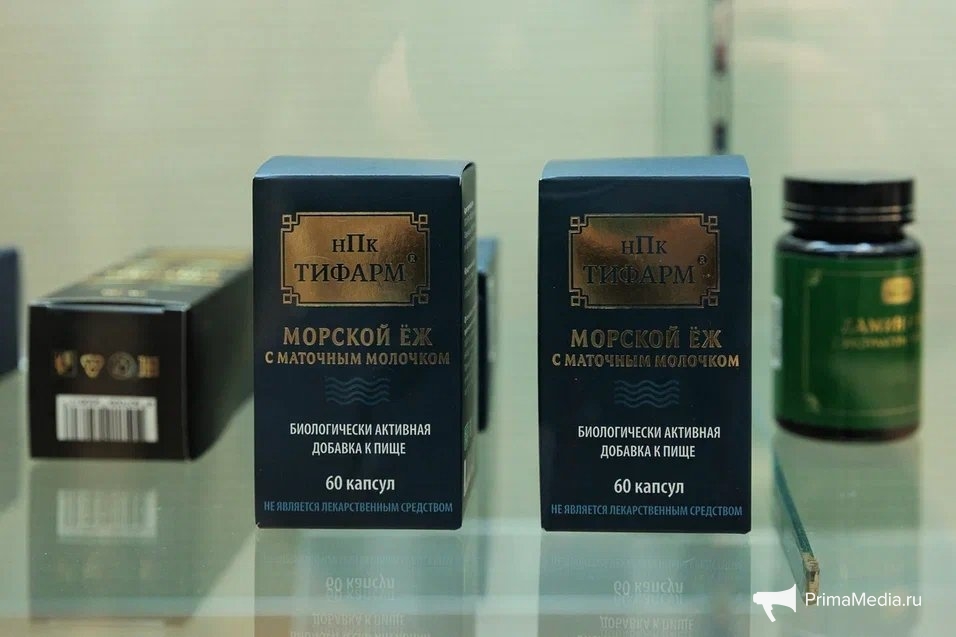 НПК
ТИФАРМ®
МОРСКОЙ ЁЖ
С МАТОЧНЫМ МОЛОЧКОМ
БИОЛОГИЧЕСКИ АКТИВНАЯ
ДОБАВКА К ПИЩЕ
60 капсул
НЕ ЯВЛЯЕТСЯ ЛЕКАРСТВЕННЫМ СРЕДСТВОМ
НПК
ТИФАРМ®
МОРСКОЙ ЁЖ
С МАТОЧНЫМ МОЛОЧКОМ
БИОЛОГИЧЕСКИ АКТИВНАЯ
ДОБАВКА К ПИЩЕ
60 капсул
НЕ ЯВЛЯЕТСЯ ЛЕКАРСТВЕННЫМ СРЕДСТВОМ
PrimaMedia.ru